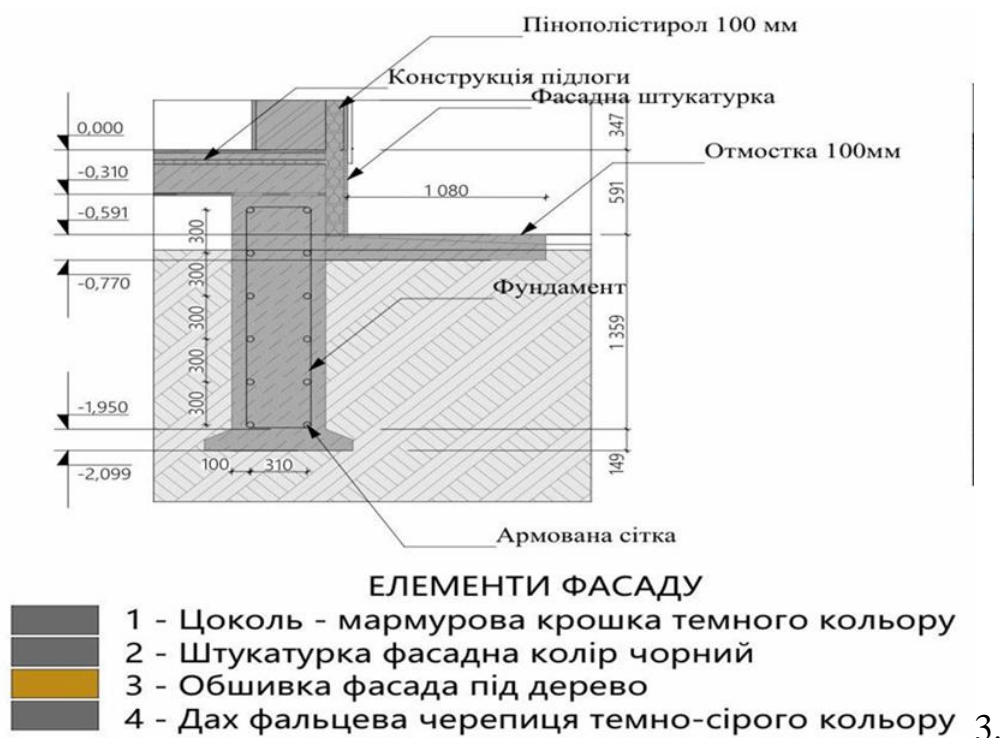 Пінополістирол 100 мм
Конструкція підлоги
Фасадна штукатурка
0,000
347
Отмостка 100мм
-0,310
1 080
591
-0,591
300
-0,770
300
Фундамент
300
1 359
300
300
-1,950
100
310
149
-2,099
Армована сітка
ЕЛЕМЕНТИ ФАСАДУ
1 - Цоколь - мармурова крошка темного кольору
2 - Штукатурка фасадна колір чорний
3 - Обшивка фасада під дерево
4 - Дах фальцева черепиця темно-сірого кольору
3.